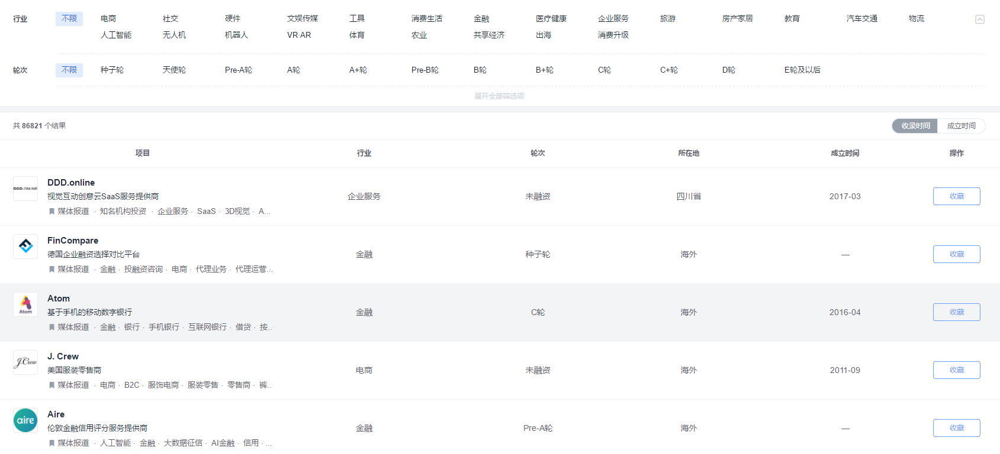 行业 不限 电商 社交 硬件 文娱传媒 工具 消费生活 金融 医疗健康 企业服务 旅游 房产家居 教育 汽车交通 物流
人工智能 无人机 机器人 VR·AR 体育 农业 共享经济 出海 消费升级
轮次 不限 种子轮 天使轮 Pre-A轮 A轮 A+轮 Pre-B轮 B轮 B+轮 C轮 C+轮 D轮 E轮及以后
展开全部筛选项
共 86821 个结果 收录时间 成立时间
项目 行业 轮次 所在地 成立时间 操作
DDD.online
DDD.ONLINE 视觉互动创意云SaaS服务提供商 企业服务 未融资 四川省 2017-03 收藏
媒体报道 · 知名机构投资 · 企业服务 · SaaS · 3D视觉 · A...
FinCompare
德国企业融资选择对比平台 金融 种子轮 海外 — 收藏
媒体报道 · 金融 · 投融资咨询 · 电商 · 代理业务 · 代理运营...
Atom
Atom 基于手机的移动数字银行 金融 C轮 海外 2016-04 收藏
媒体报道 · 金融 · 银行 · 手机银行 · 互联网银行 · 借贷 · 按..
J. Crew
J.Crew 美国服装零售商 电商 未融资 海外 2011-09 收藏
媒体报道 · 电商 · B2C · 服饰电商 · 服装零售 · 零售商 · 裤..
Aire
aire 伦敦金融信用评分服务提供商 金融 Pre-A轮 海外 — 收藏
媒体报道 · 人工智能 · 金融 · 大数据征信 · AI金融 · 信用 · ...